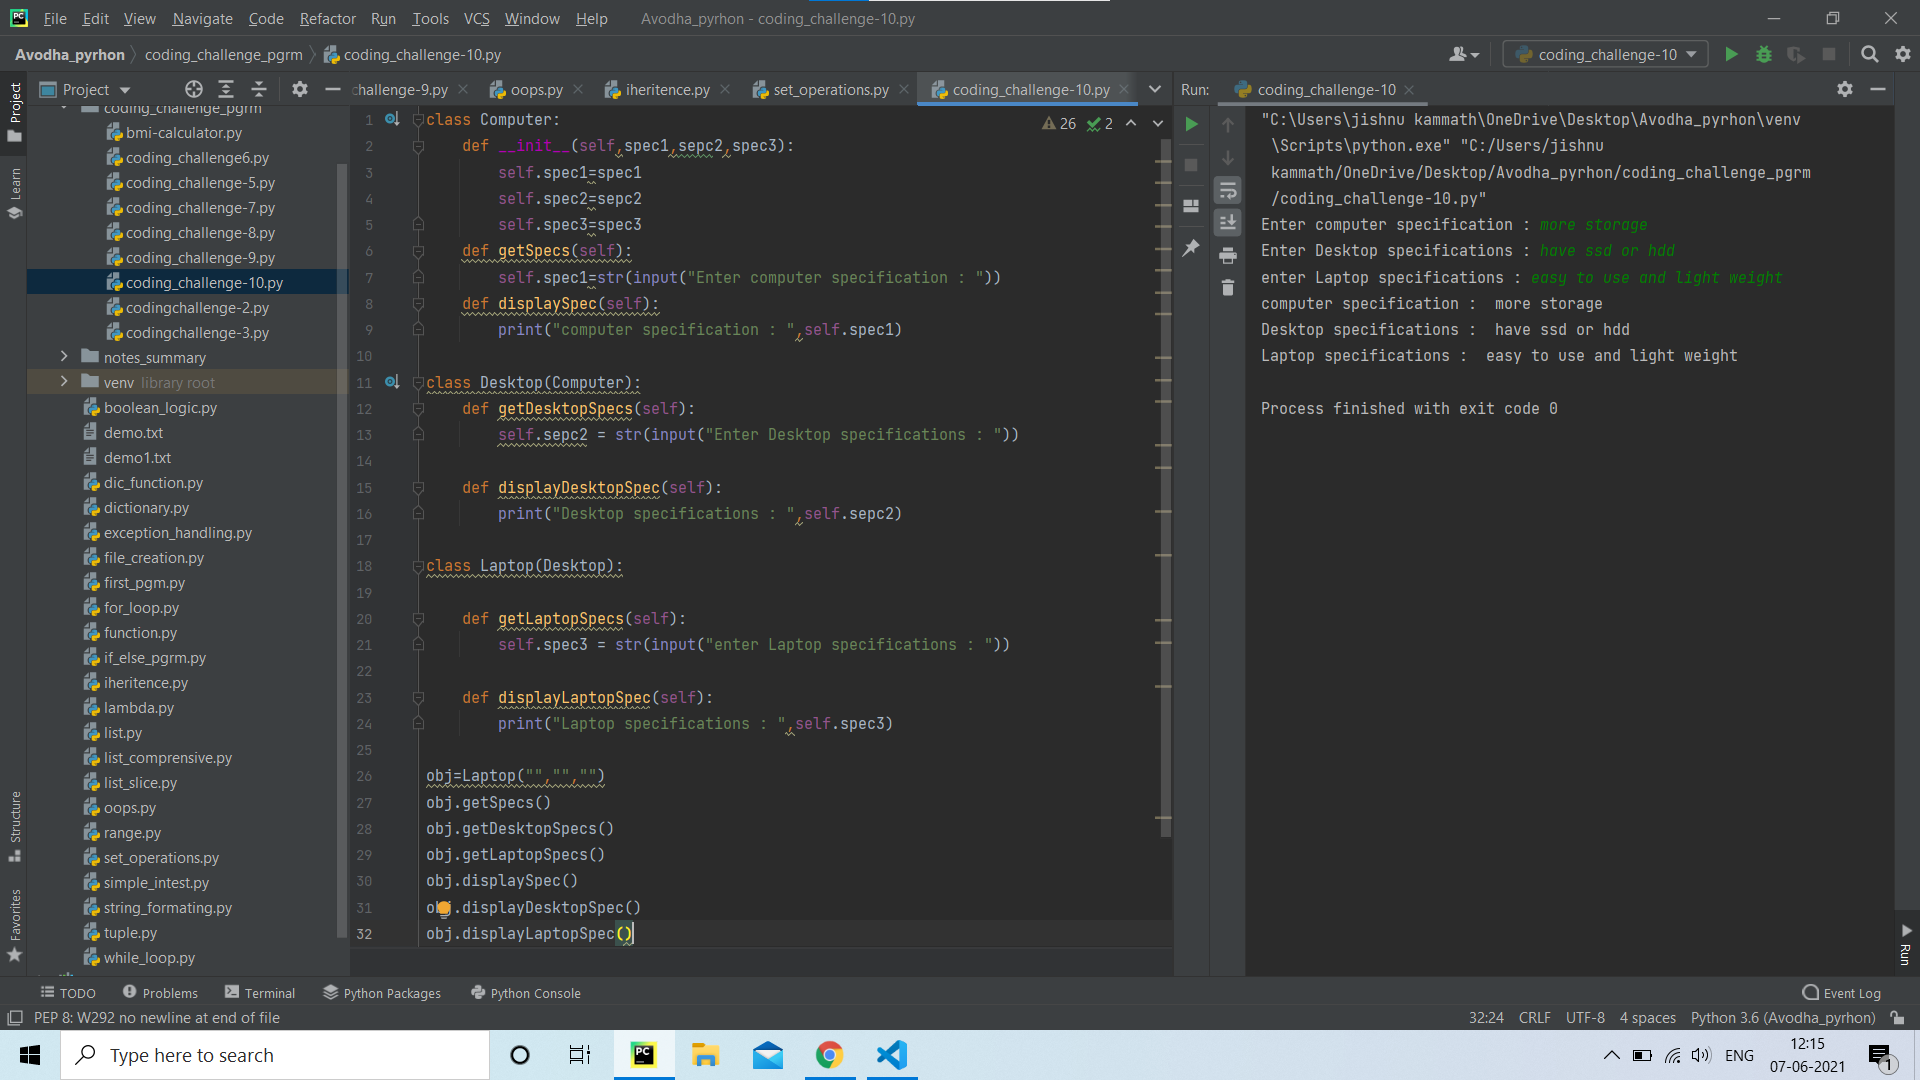 File Edit View Navigate Code Refactor Run Tools VCS Window Help Avodha_pyrhon - coding_challenge-10.py
Avodha_pyrhon coding_challenge_pgrm coding_challenge-10.py coding_challenge-10
Project challenge-9.py oops.py iheritence.py set_operations.py coding_challenge-10.py Run: coding_challenge-10
Project
Learn
Structure
Favorites
coding_challenge_pgrm
bmi-calculator.py
coding_challenge6.py
coding_challenge-5.py
coding_challenge-7.py
coding_challenge-8.py
coding_challenge-9.py
coding_challenge-10.py
codingchallenge-2.py
codingchallenge-3.py
notes_summary
venv library root
boolean_logic.py
demo.txt
demo1.txt
dic_function.py
dictionary.py
exception_handling.py
file_creation.py
first_pgm.py
for_loop.py
function.py
if_else_pgrm.py
iheritence.py
lambda.py
list.py
list_comprensive.py
list_slice.py
oops.py
range.py
set_operations.py
simple_intest.py
string_formating.py
tuple.py
while_loop.py
26 2
1 class Computer:
2 def __init__(self,spec1,sepc2,spec3):
3 self.spec1=spec1
4 self.spec2=sepc2
5 self.spec3=spec3
6 def getSpecs(self):
7 self.spec1=str(input("Enter computer specification : "))
8 def displaySpec(self):
9 print("computer specification : ",self.spec1)
10
11 class Desktop(Computer):
12 def getDesktopSpecs(self):
13 self.sepc2 = str(input("Enter Desktop specifications : "))
14
15 def displayDesktopSpec(self):
16 print("Desktop specifications : ",self.sepc2)
17
18 class Laptop(Desktop):
19
20 def getLaptopSpecs(self):
21 self.spec3 = str(input("enter Laptop specifications : "))
22
23 def displayLaptopSpec(self):
24 print("Laptop specifications : ",self.spec3)
25
26 obj=Laptop("","","")
27 obj.getSpecs()
28 obj.getDesktopSpecs()
29 obj.getLaptopSpecs()
30 obj.displaySpec()
31 obj.displayDesktopSpec()
32 obj.displayLaptopSpec()
"C:\Users\jishnu kammath\OneDrive\Desktop\Avodha_pyrhon\venv
\Scripts\python.exe" "C:/Users/jishnu
kammath/OneDrive/Desktop/Avodha_pyrhon/coding_challenge_pgrm
/coding_challenge-10.py"
Enter computer specification : more storage
Enter Desktop specifications : have ssd or hdd
enter Laptop specifications : easy to use and light weight
computer specification :  more storage
Desktop specifications :  have ssd or hdd
Laptop specifications :  easy to use and light weight
Process finished with exit code 0
Run
TODO Problems Terminal Python Packages Python Console Event Log
PEP 8: W292 no newline at end of file 32:24 CRLF UTF-8 4 spaces Python 3.6 (Avodha_pyrhon)
Type here to search PC ENG 12:15
07-06-2021
1